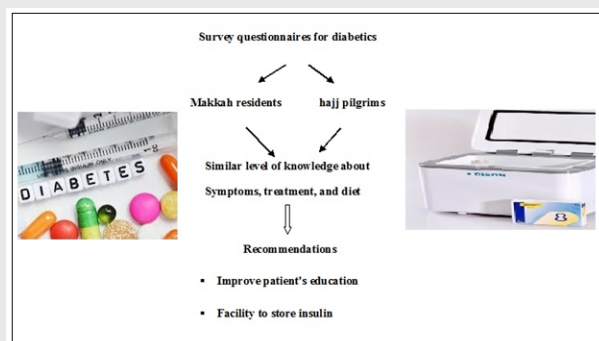 Survey questionnaires for diabetics
Makkah residents
hajj pilgrims
Similar level of knowledge about
Symptoms, treatment, and diet
Recommendations
▪ Improve patient's education
▪ Facility to store insulin
DIABETES
8